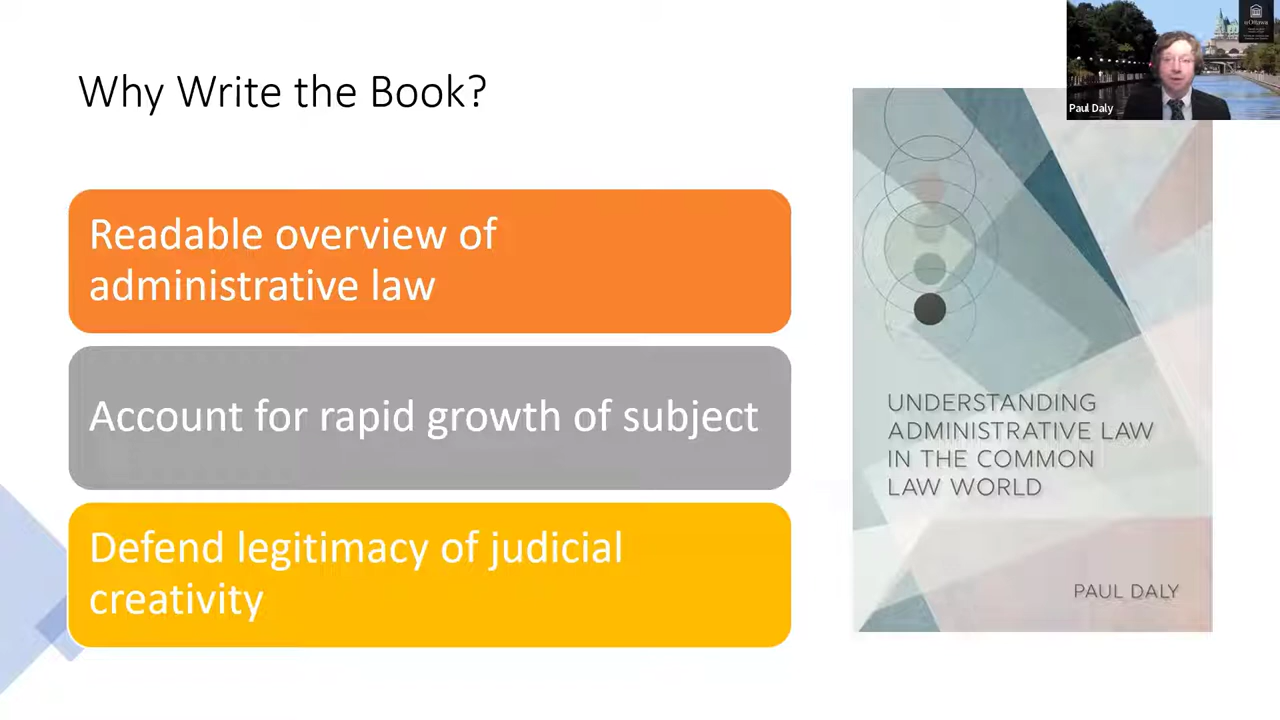 Why Write the Book?
Readable overview of
administrative law
Account for rapid growth of subject
Defend legitimacy of judicial
creativity
UNDERSTANDING
ADMINISTRATIVE LAW
IN THE COMMON
LAW WORLD
PAUL DALY
Paul Daly
uOttawa